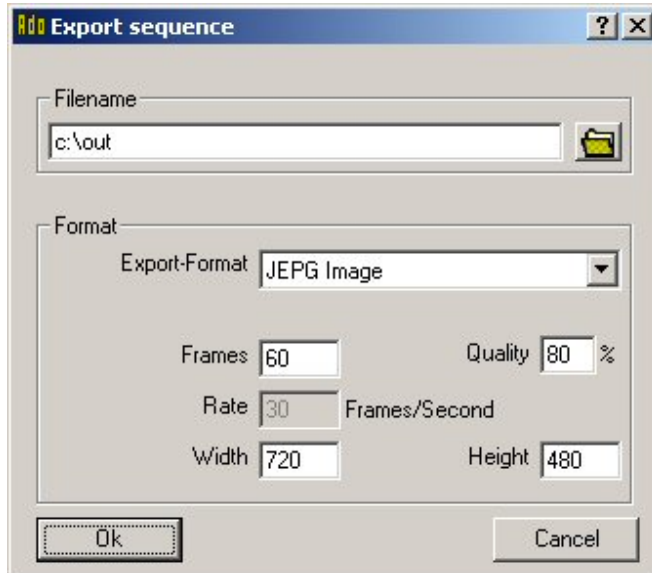 Ado Export sequence ? X
Filename
c:\out
Format
Export-Format JEPG Image
Frames 60 Quality 80 %
Rate 30 Frames/Second
Width 720 Height 480
Ok Cancel